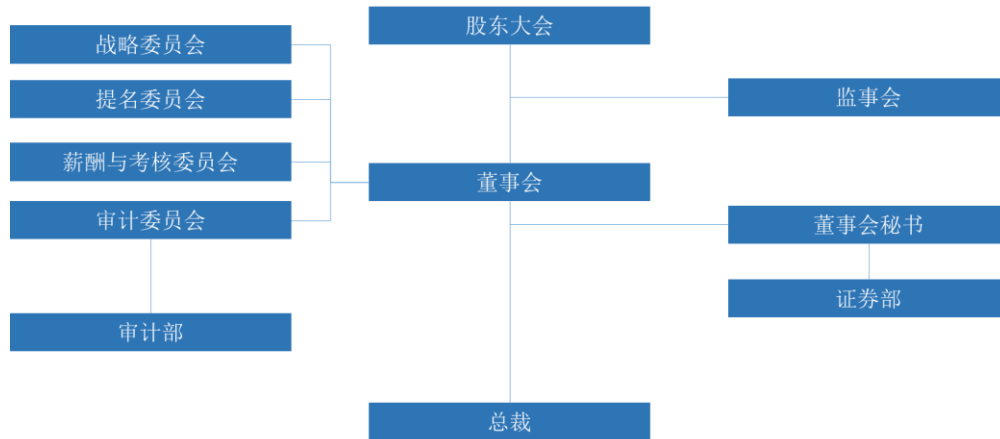 股东大会
战略委员会
提名委员会
监事会
薪酬与考核委员会
董事会
审计委员会
董事会秘书
证券部
审计部
总裁